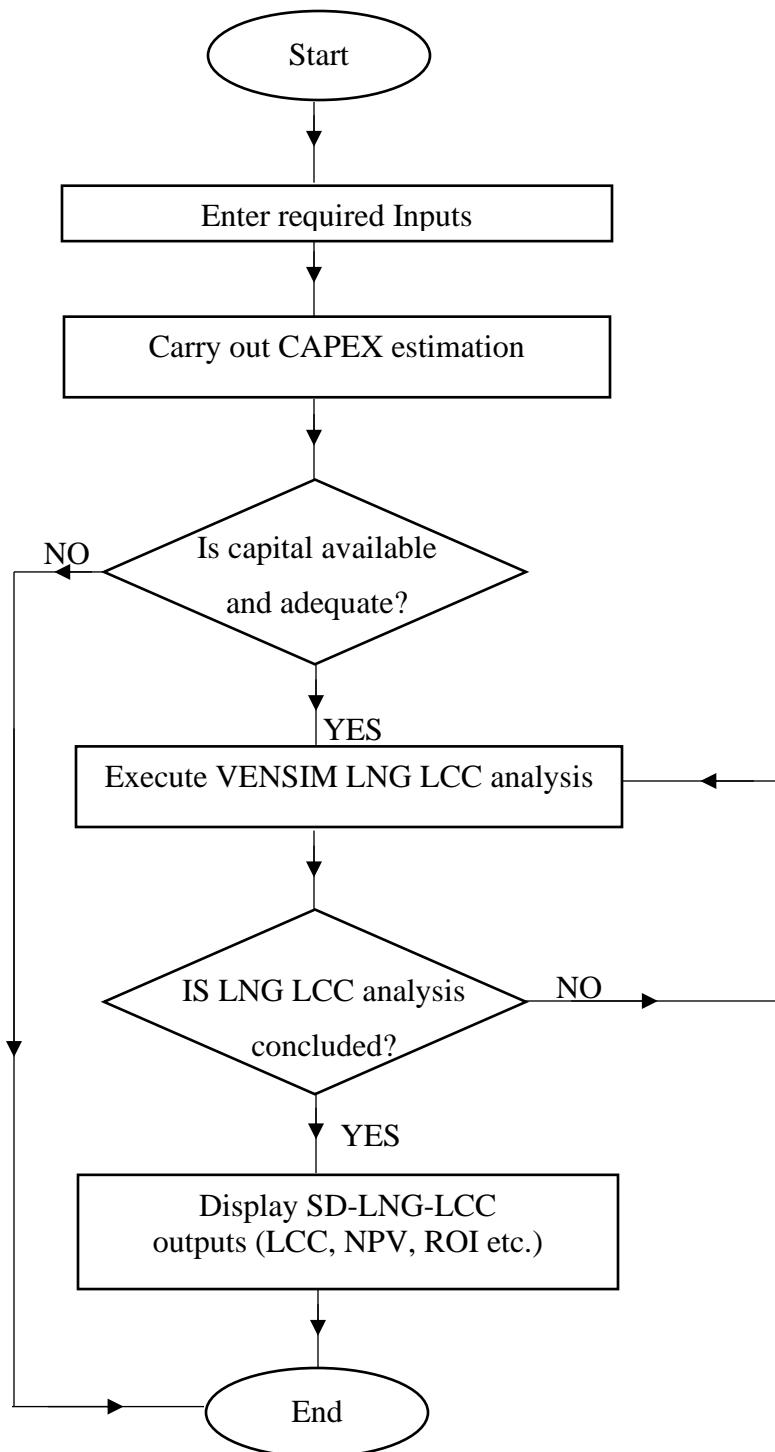 Start
Enter required Inputs
Carry out CAPEX estimation
Is capital available
and adequate?
NO
YES
Execute VENSIM LNG LCC analysis
IS LNG LCC analysis
concluded?
NO
YES
Display SD-LNG-LCC
outputs (LCC, NPV, ROI etc.)
End